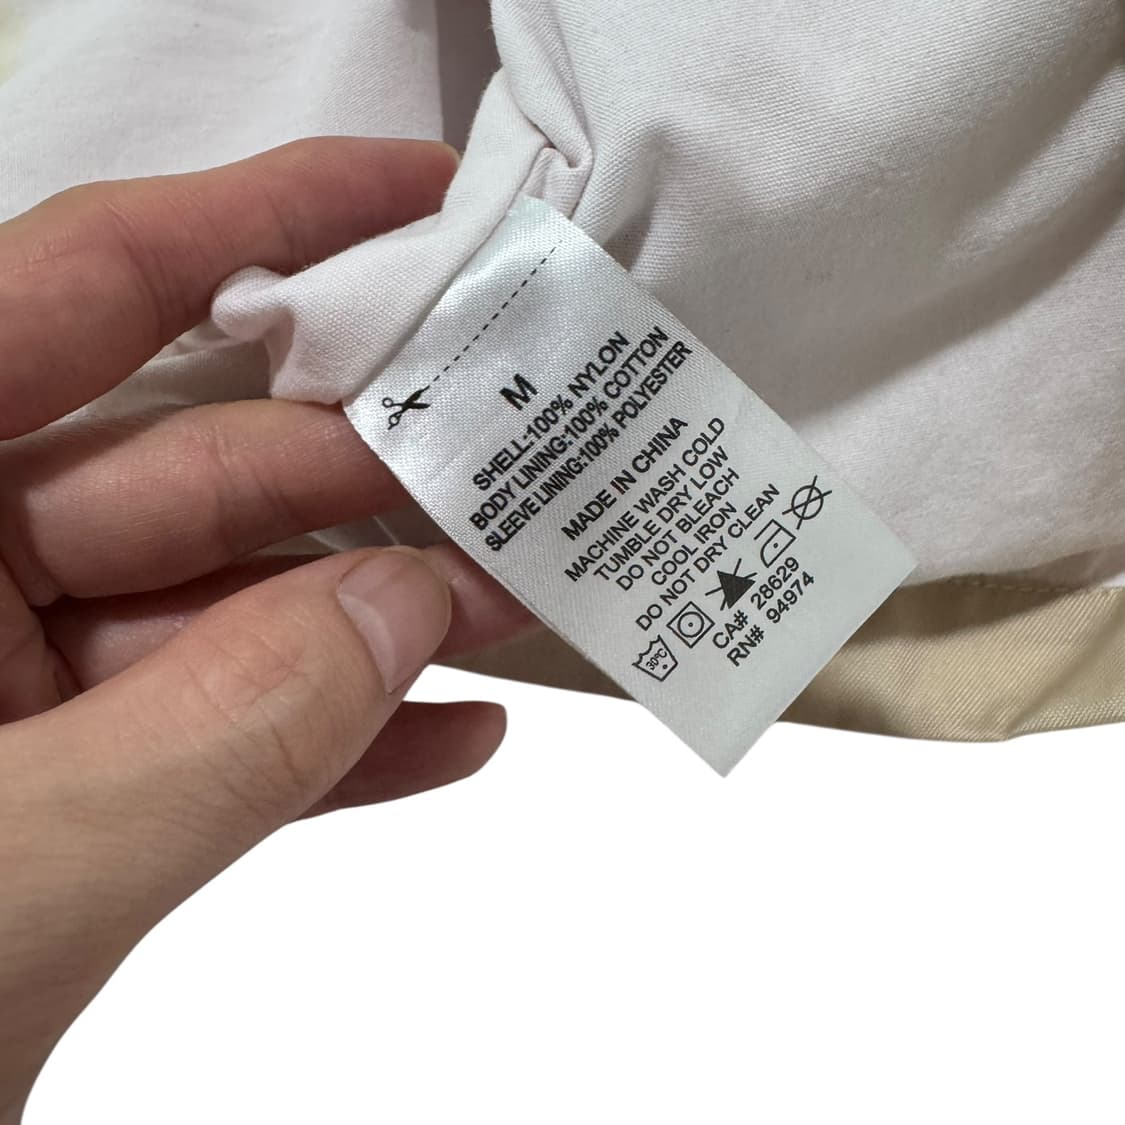 M
SHELL:100% NYLON
BODY LINING:100% COTTON
SLEEVE LINING:100% POLYESTER
MADE IN CHINA
MACHINE WASH COLD
TUMBLE DRY LOW
DO NOT BLEACH
COOL IRON
DO NOT DRY CLEAN
30°C
CA# 28629
RN# 94974